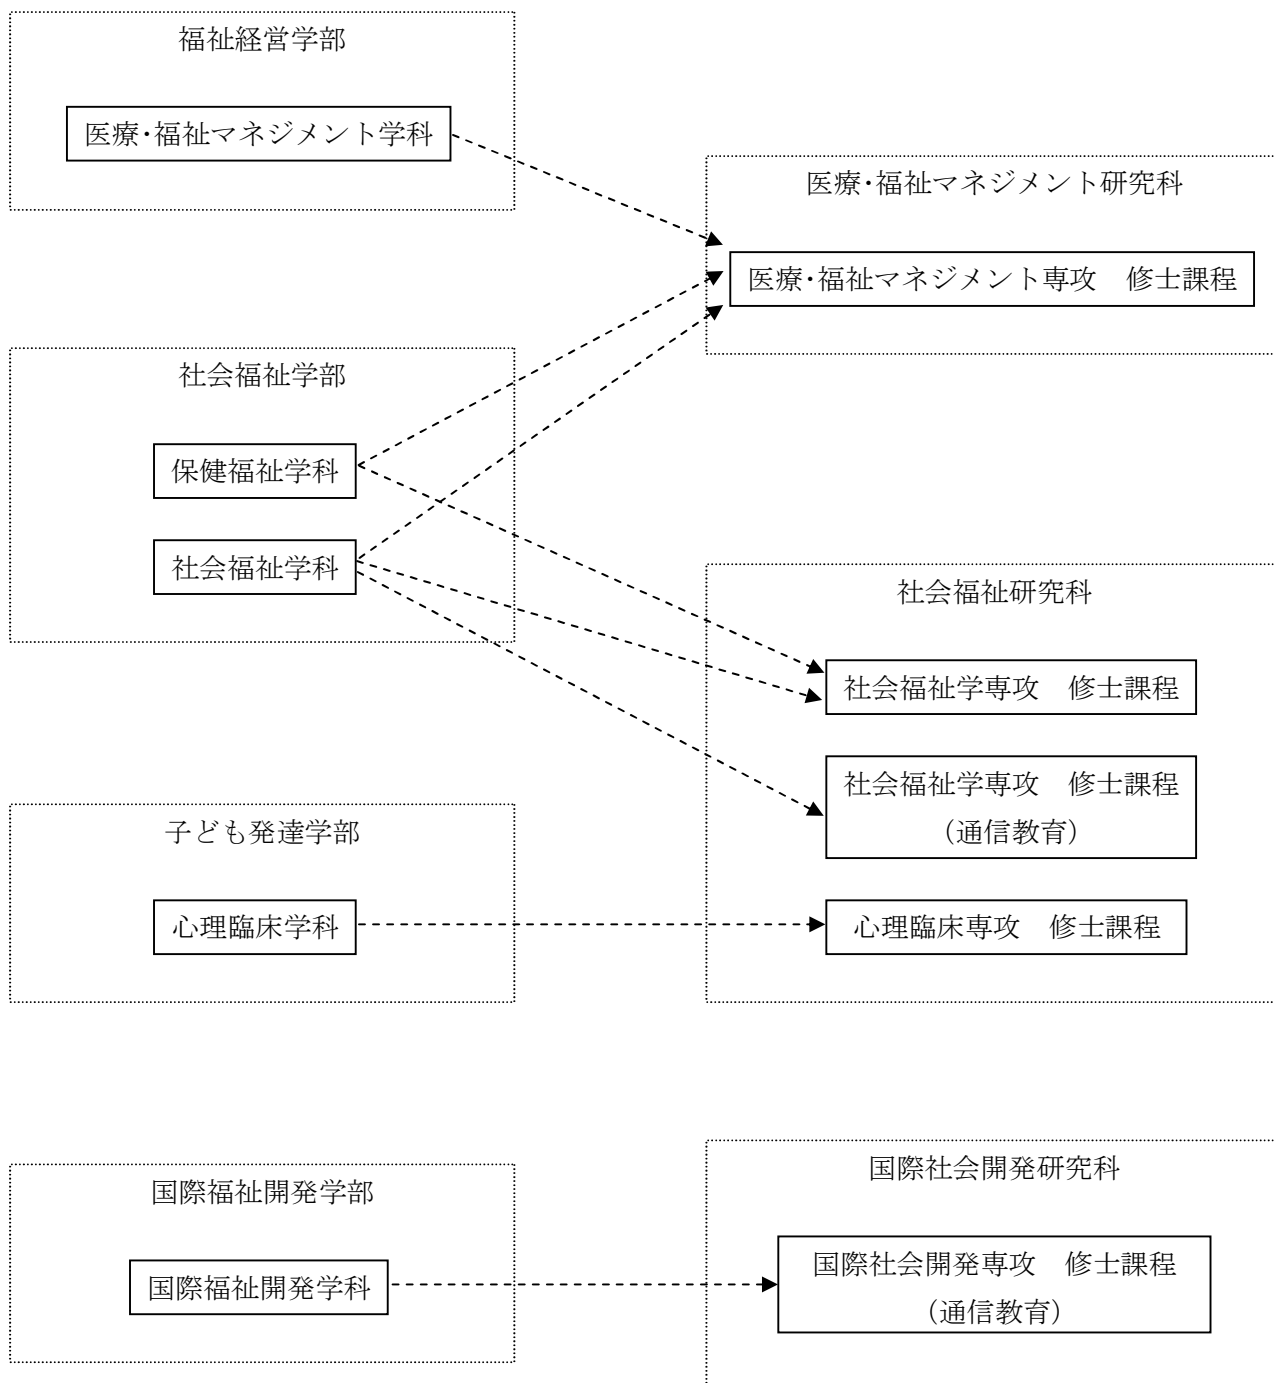 福祉経営学部
医療･福祉マネジメント学科
医療･福祉マネジメント研究科
医療･福祉マネジメント専攻　修士課程
社会福祉学部
保健福祉学科
社会福祉学科
社会福祉研究科
社会福祉学専攻　修士課程
社会福祉学専攻　修士課程
（通信教育）
子ども発達学部
心理臨床学科
心理臨床専攻　修士課程
国際社会開発研究科
国際福祉開発学部
国際社会開発専攻　修士課程
（通信教育）
国際福祉開発学科